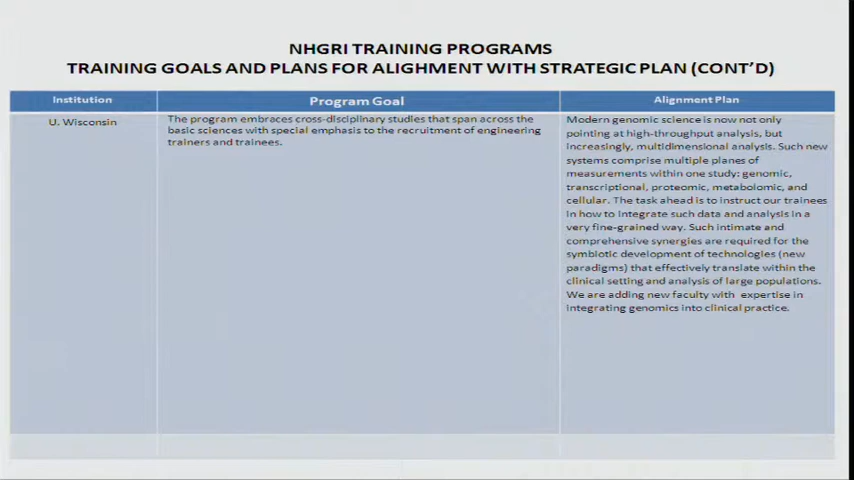 NHGRI TRAINING PROGRAMS
TRAINING GOALS AND PLANS FOR ALIGHMENT WITH STRATEGIC PLAN (CONT'D)
Institution
Program Goal
Alignment Plan
U. Wisconsin
The program embraces cross-disciplinary studies that span across the
basic sciences with special emphasis to the recruitment of engineering
trainers and trainees.
Modern genomic science is now not only
pointing at high-throughput analysis, but
increasingly, multidimensional analysis. Such new
systems comprise multiple planes of
measurements within one study: genomic,
transcriptional, proteomic, metabolomic, and
cellular. The task ahead is to instruct our trainees
in how to integrate such data and analysis in a
very fine-grained way. Such intimate and
comprehensive synergies are required for the
symbiotic development of technologies (new
paradigms) that effectively translate within the
clinical setting and analysis of large populations.
We are adding new faculty with expertise in
integrating genomics into clinical practice.